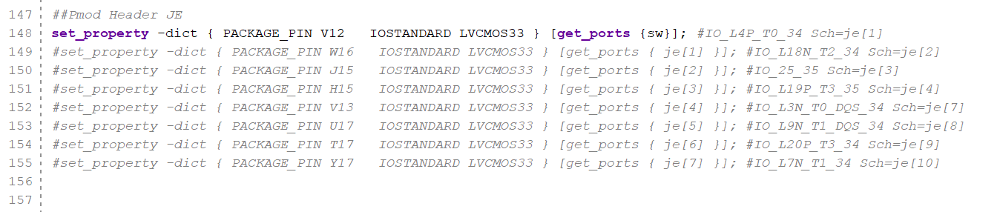 147 ##Pmod Header JE
148 set_property -dict { PACKAGE_PIN V12   IOSTANDARD LVCMOS33 } [get_ports {sw}]; #IO_L4P_T0_34 Sch=je[1]
149 #set_property -dict { PACKAGE_PIN W16   IOSTANDARD LVCMOS33 } [get_ports { je[1] }]; #IO_L18N_T2_34 Sch=je[2]
150 #set_property -dict { PACKAGE_PIN J15   IOSTANDARD LVCMOS33 } [get_ports { je[2] }]; #IO_25_35 Sch=je[3]
151 #set_property -dict { PACKAGE_PIN H15   IOSTANDARD LVCMOS33 } [get_ports { je[3] }]; #IO_L19P_T3_35 Sch=je[4]
152 #set_property -dict { PACKAGE_PIN V13   IOSTANDARD LVCMOS33 } [get_ports { je[4] }]; #IO_L3N_T0_DQS_34 Sch=je[7]
153 #set_property -dict { PACKAGE_PIN U17   IOSTANDARD LVCMOS33 } [get_ports { je[5] }]; #IO_L9N_T1_DQS_34 Sch=je[8]
154 #set_property -dict { PACKAGE_PIN T17   IOSTANDARD LVCMOS33 } [get_ports { je[6] }]; #IO_L20P_T3_34 Sch=je[9]
155 #set_property -dict { PACKAGE_PIN Y17   IOSTANDARD LVCMOS33 } [get_ports { je[7] }]; #IO_L7N_T1_34 Sch=je[10]
156
157